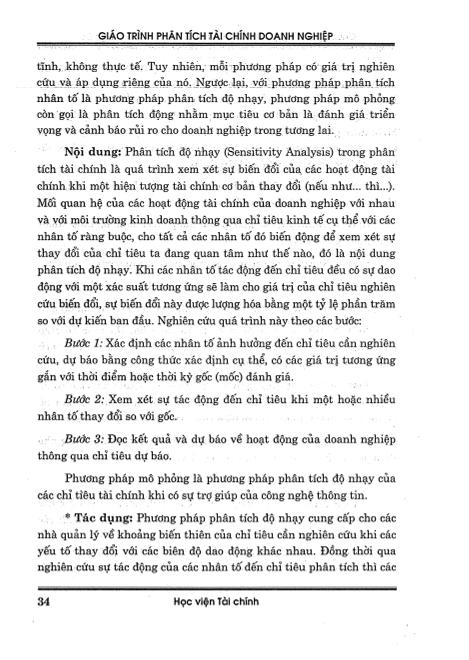 GIÁO TRÌNH PHÂN TÍCH TÀI CHÍNH DOANH NGHIỆP
tĩnh, không thực tế. Tuy nhiên, mỗi phương pháp có giá trị nghiên
cứu và áp dụng riêng của nó. Ngược lại, với phương pháp phân tích
nhân tố là phương pháp phân tích độ nhạy, phương pháp mô phỏng
còn gọi là phân tích động nhằm mục tiêu cơ bản là đánh giá triển
vọng và cảnh báo rủi ro cho doanh nghiệp trong tương lai.
Nội dung: Phân tích độ nhạy (Sensitivity Analysis) trong phân
tích tài chính là quá trình xem xét sự biến đổi của các hoạt động tài
chính khi một hiện tượng tài chính cơ bản thay đổi (nếu như... thì...).
Mối quan hệ của các hoạt động tài chính của doanh nghiệp với nhau
và với môi trường kinh doanh thông qua chỉ tiêu kinh tế cụ thể với các
nhân tố ràng buộc, cho tất cả các nhân tố đó biến động để xem xét sự
thay đổi của chỉ tiêu ta đang quan tâm như thế nào, đó là nội dung
phân tích độ nhạy. Khi các nhân tố tác động đến chỉ tiêu đều có sự dao
động với một xác suất tương ứng sẽ làm cho giá trị của chỉ tiêu nghiên
cứu biến đổi, sự biến đổi này được lượng hóa bằng một tỷ lệ phần trăm
so với dự kiến ban đầu. Nghiên cứu quá trình này theo các bước:
Bước 1: Xác định các nhân tố ảnh hưởng đến chỉ tiêu cần nghiên
cứu, dự báo bằng công thức xác định cụ thể, có các giá trị tương ứng
gắn với thời điểm hoặc thời kỳ gốc (mốc) đánh giá.
Bước 2: Xem xét sự tác động đến chỉ tiêu khi một hoặc nhiều
nhân tố thay đổi so với gốc.
Bước 3: Đọc kết quả và dự báo về hoạt động của doanh nghiệp
thông qua chỉ tiêu dự báo.
Phương pháp mô phỏng là phương pháp phân tích độ nhạy của
các chỉ tiêu tài chính khi có sự trợ giúp của công nghệ thông tin.
* Tác dụng: Phương pháp phân tích độ nhạy cung cấp cho các
nhà quản lý về khoảng biến thiên của chỉ tiêu cần nghiên cứu khi các
yếu tố thay đổi với các biên độ dao động khác nhau. Đồng thời qua
nghiên cứu sự tác động của các nhân tố đến chỉ tiêu phân tích thì các
34 Học viện Tài chính